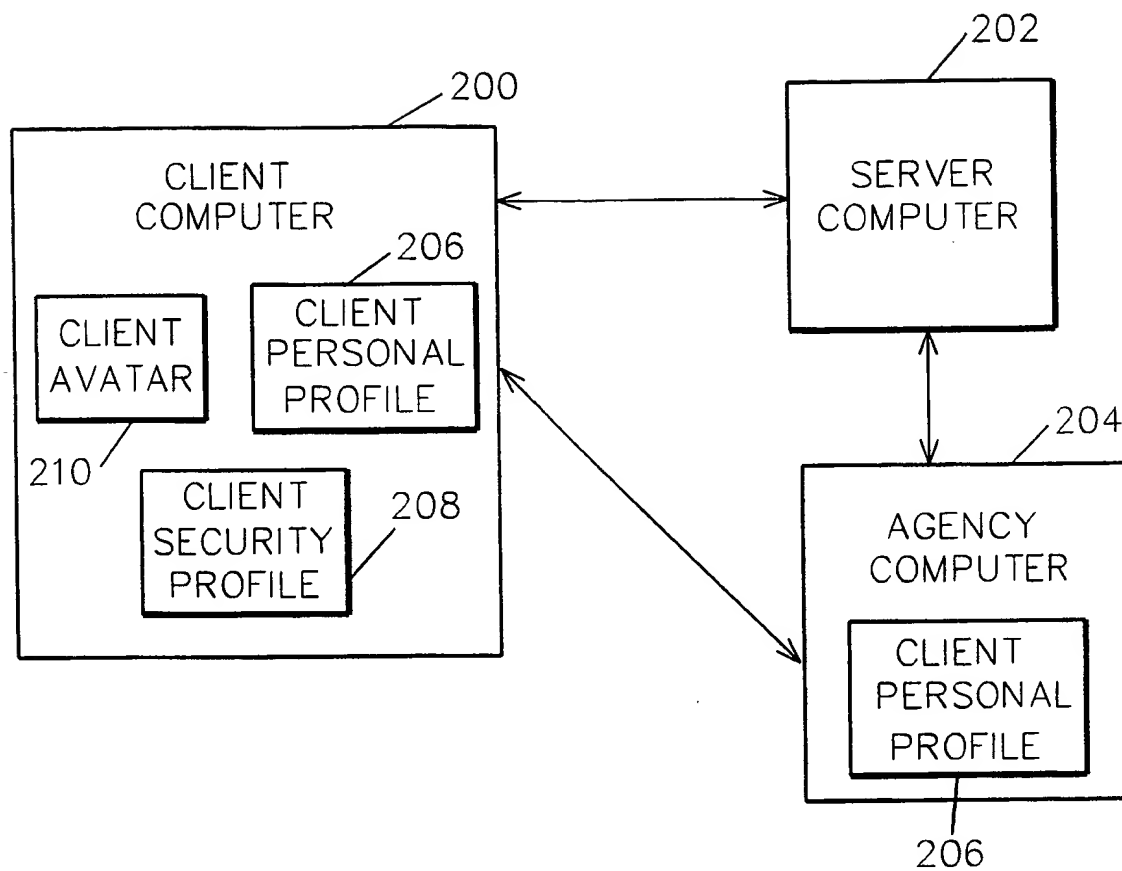 202
200
CLIENT
COMPUTER
SERVER
COMPUTER
206
CLIENT
PERSONAL
PROFILE
CLIENT
AVATAR
210
CLIENT
SECURITY
PROFILE
208
204
AGENCY
COMPUTER
CLIENT
PERSONAL
PROFILE
206